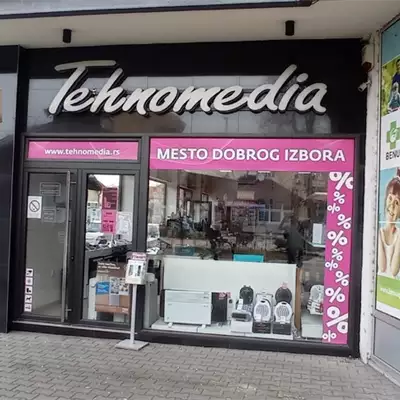 Tehnomedia
www.tehnomedia.rs
MESTO DOBROG IZBORA
% % % % % % % %
BENU